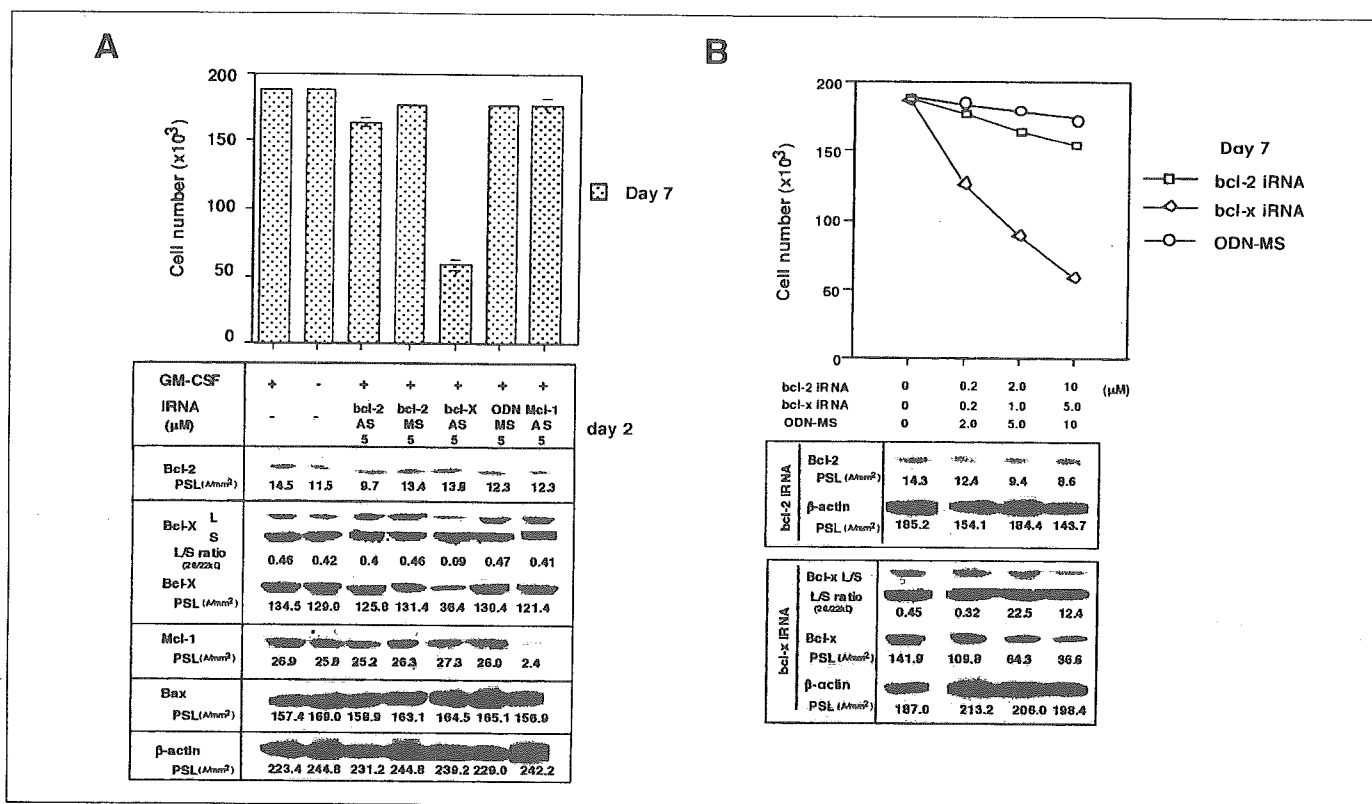 A
200
150
100
50
0
Cell number (x10³)
Day 7
GM-CSF + - + + + + +
IRNA - - bcl-2 bcl-2 bcl-X ODN Mcl-1
(μM) AS MS AS MS AS
5 5 5 5 5
day 2
Bcl-2
PSL (A/mm²) 14.5 11.5 9.7 13.4 13.8 12.3 12.3
Bcl-X L
S
L/S ratio 0.46 0.42 0.4 0.46 0.09 0.47 0.41
(26/22kd)
Bcl-X
PSL (A/mm²) 134.5 129.0 125.8 131.4 36.4 130.4 121.4
Mcl-1
PSL (A/mm²) 26.9 25.8 25.2 26.3 27.3 26.0 2.4
Bax
PSL (A/mm²) 157.4 169.0 158.9 163.1 164.5 165.1 156.9
β-actin
PSL (A/mm²) 223.4 244.8 231.2 244.8 239.2 229.0 242.2
B
200
150
100
50
0
Cell number (x10³)
Day 7
bcl-2 iRNA
bcl-x iRNA
ODN-MS
bcl-2 iRNA 0 0.2 2.0 10 (μM)
bcl-x iRNA 0 0.2 1.0 5.0
ODN-MS 0 2.0 5.0 10
bcl-2 IRNA
Bcl-2
PSL (A/mm²) 14.3 12.4 9.4 8.6
β-actin
PSL (A/mm²) 185.2 154.1 184.4 143.7
bcl-x IRNA
Bcl-x L/S
L/S ratio 0.45 0.32 22.5 12.4
(26/22kd)
Bcl-x
PSL (A/mm²) 141.9 109.8 64.3 36.6
β-actin
PSL (A/mm²) 187.0 213.2 206.0 198.4